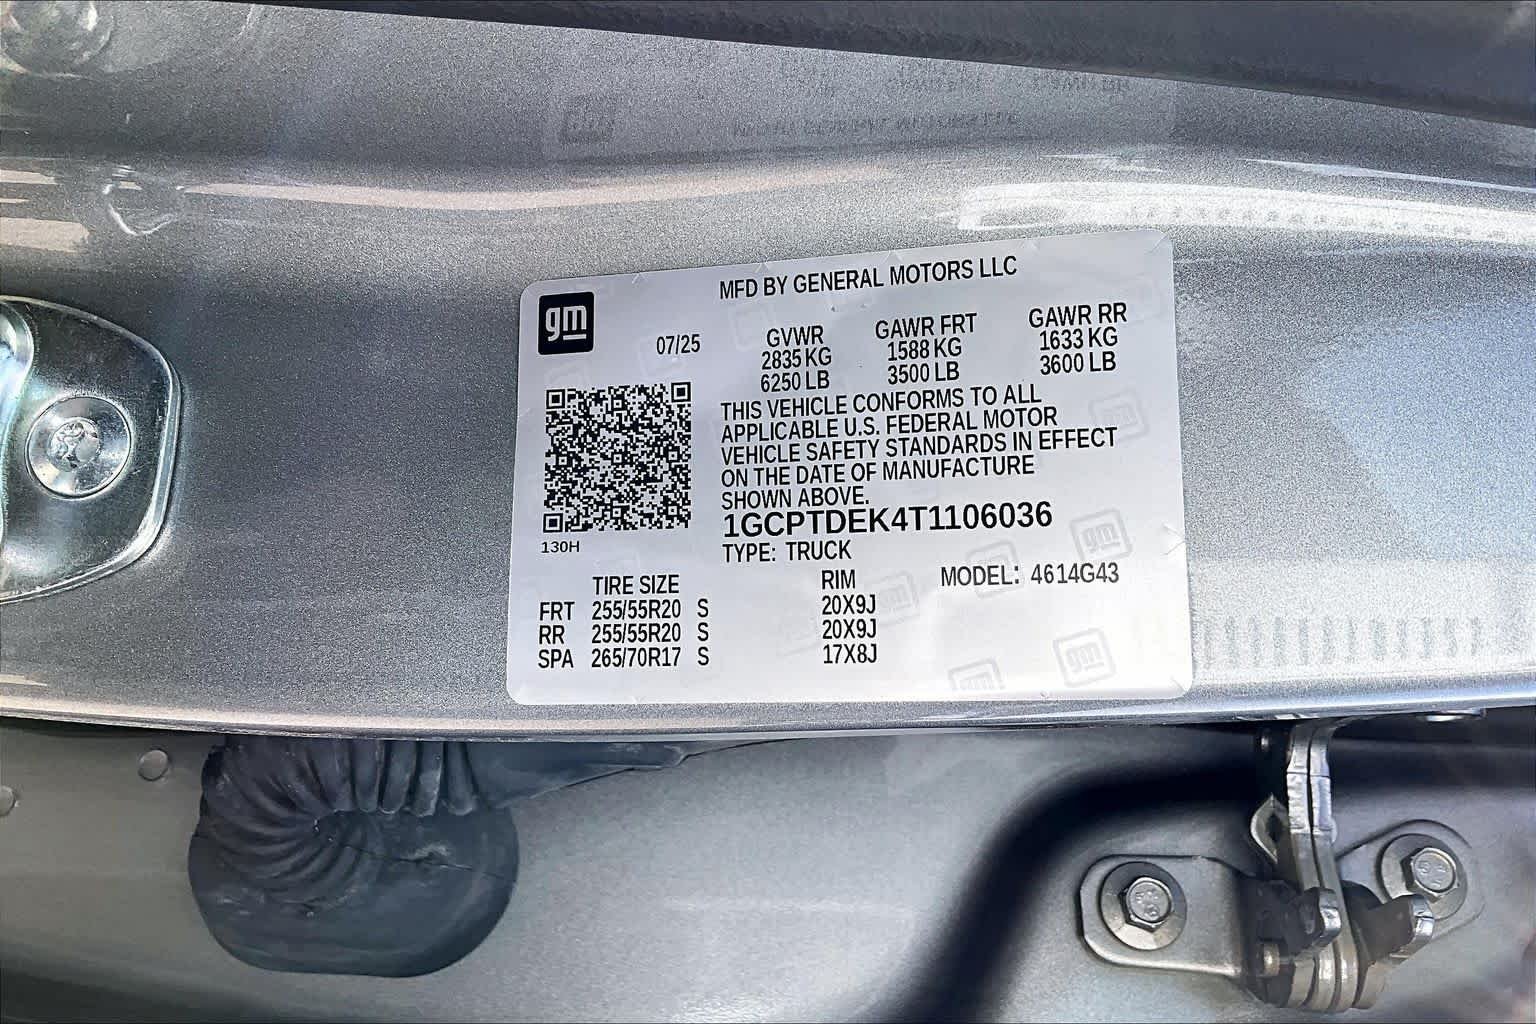 MFD BY GENERAL MOTORS LLC
gm
07/25
GVWR GAWR FRT GAWR RR
2835 KG 1588 KG 1633 KG
6250 LB 3500 LB 3600 LB
THIS VEHICLE CONFORMS TO ALL
APPLICABLE U.S. FEDERAL MOTOR
VEHICLE SAFETY STANDARDS IN EFFECT
ON THE DATE OF MANUFACTURE
SHOWN ABOVE.
1GCPTDEK4T1106036
130H
TYPE: TRUCK
MODEL: 4614G43
TIRE SIZE RIM
FRT 255/55R20 S 20X9J
RR 255/55R20 S 20X9J
SPA 265/70R17 S 17X8J